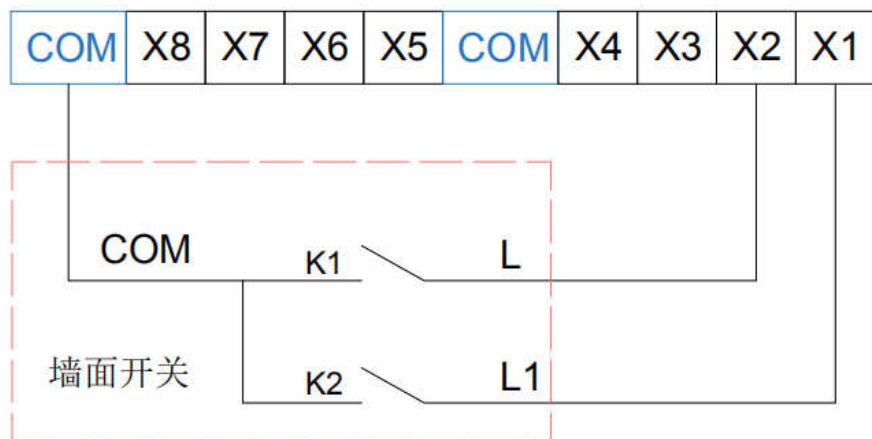 COM X8 X7 X6 X5 COM X4 X3 X2 X1
COM K1 L
墙面开关 K2 L1